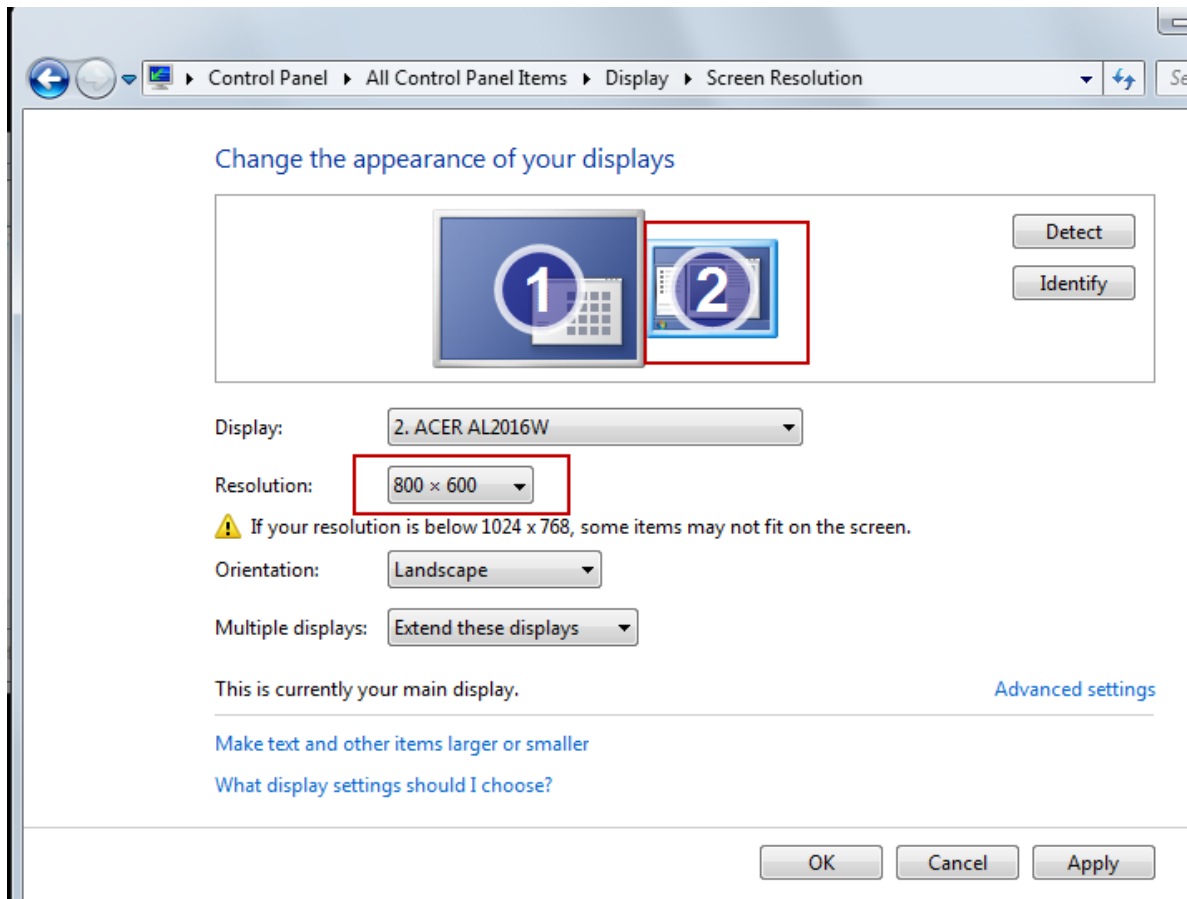 Control Panel All Control Panel Items Display Screen Resolution Se
Change the appearance of your displays
1 2
Detect
Identify
Display: 2. ACER AL2016W
Resolution: 800 × 600
If your resolution is below 1024 x 768, some items may not fit on the screen.
Orientation: Landscape
Multiple displays: Extend these displays
This is currently your main display. Advanced settings
Make text and other items larger or smaller
What display settings should I choose?
OK Cancel Apply